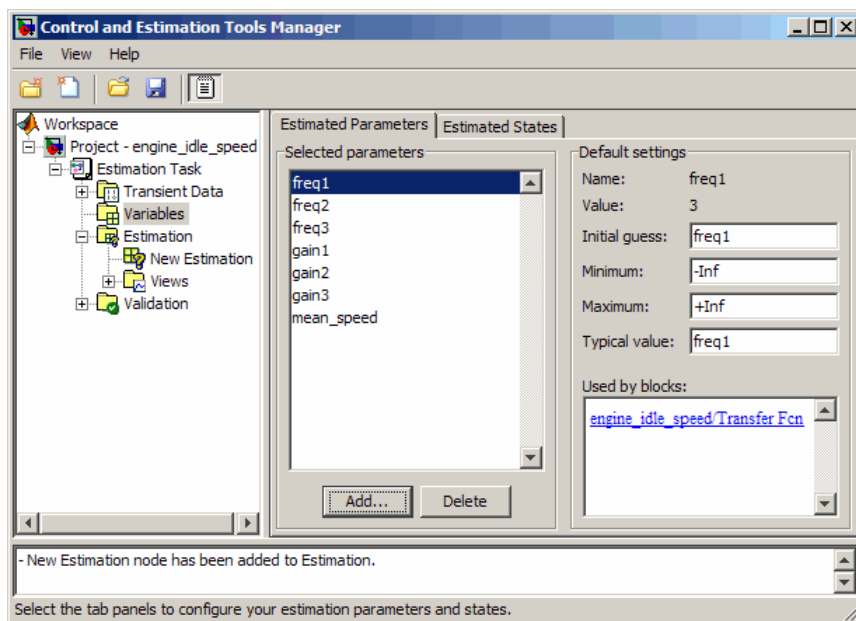 Control and Estimation Tools Manager
File View Help
Workspace
Project - engine_idle_speed
Estimation Task
Transient Data
Variables
Estimation
New Estimation
Views
Validation
Estimated Parameters
Estimated States
Selected parameters
freq1
freq2
freq3
gain1
gain2
gain3
mean_speed
Add...
Delete
Default settings
Name: freq1
Value: 3
Initial guess: freq1
Minimum: -Inf
Maximum: +Inf
Typical value: freq1
Used by blocks:
engine_idle_speed/Transfer Fcn
- New Estimation node has been added to Estimation.
Select the tab panels to configure your estimation parameters and states.